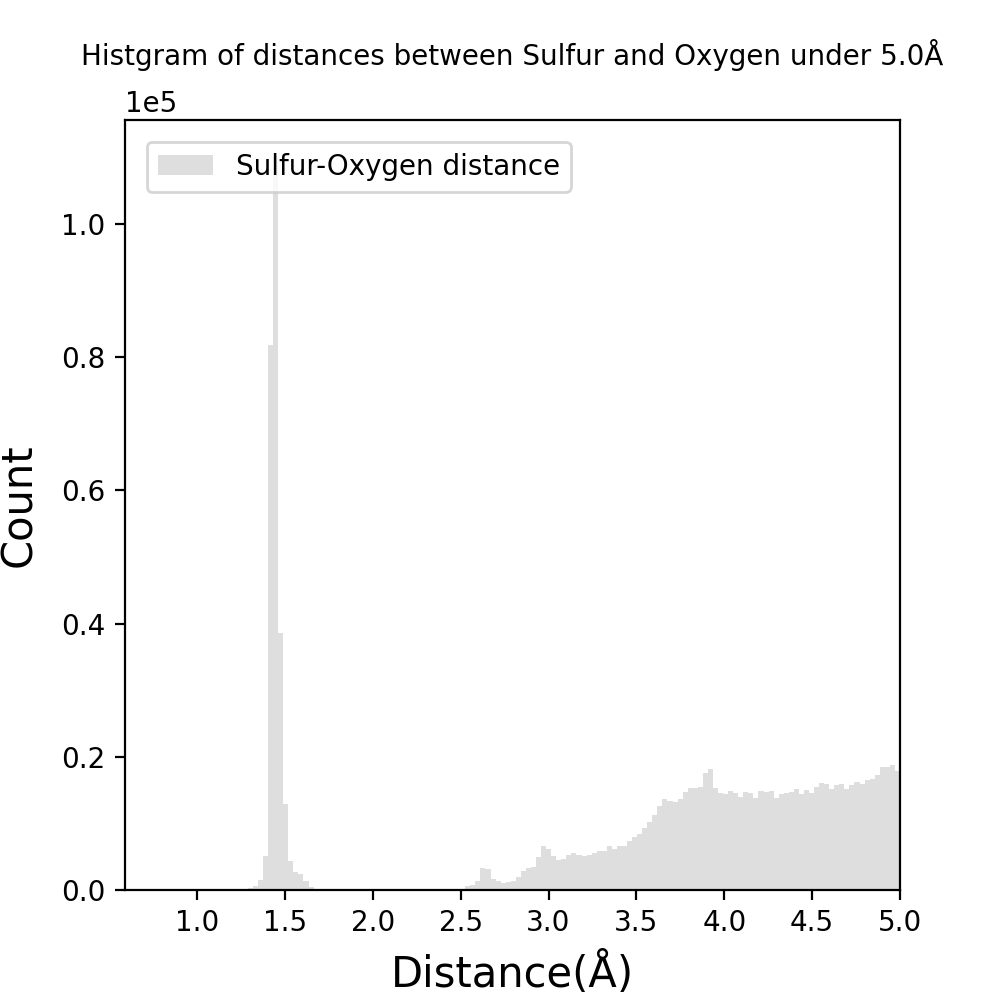 Histgram of distances between Sulfur and Oxygen under 5.0Å
1e5
Sulfur-Oxygen distance
1.0
0.8
0.6
0.4
0.2
0.0
Count
1.0 1.5 2.0 2.5 3.0 3.5 4.0 4.5 5.0
Distance(Å)